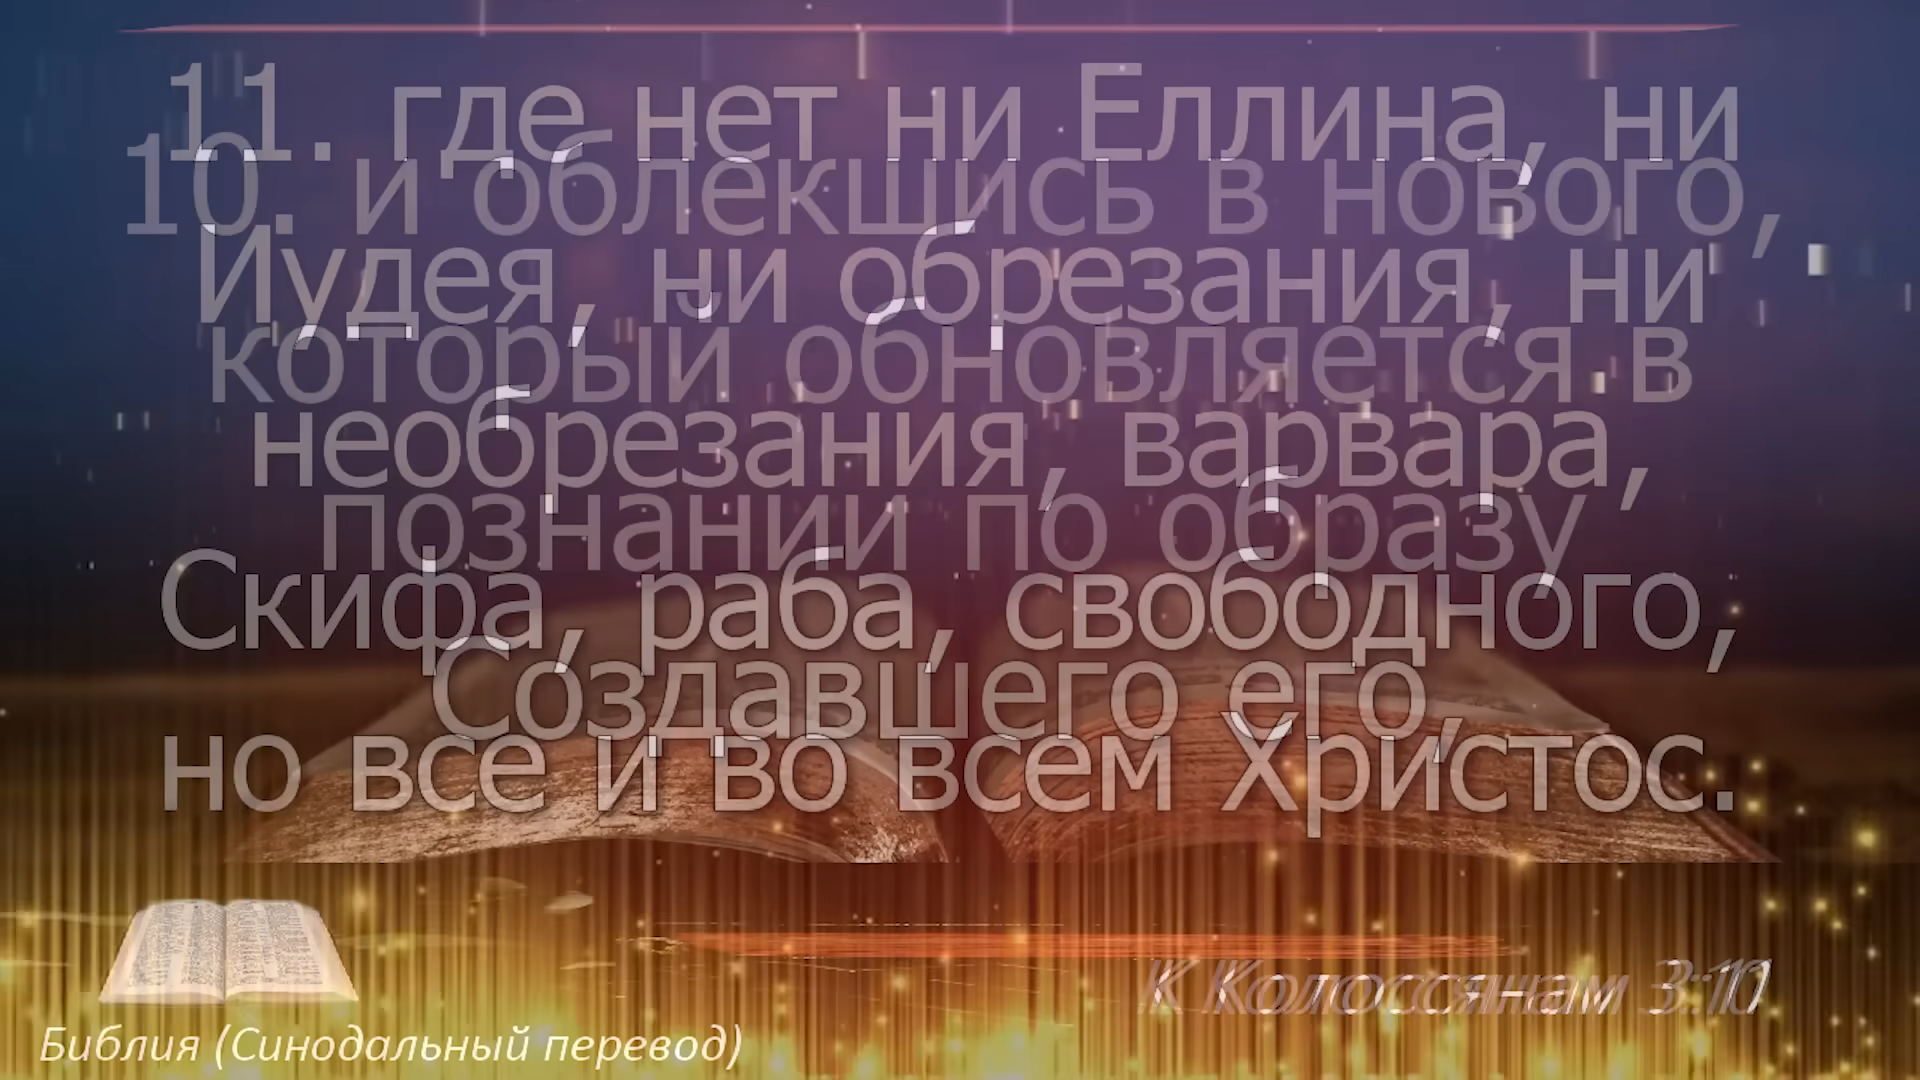 11. где нет ни Еллина, ни
Иудея, ни обрезания, ни
необрезания, варвара,
Скифа, раба, свободного,
но все и во всем Христос.
10. и облекшись в нового,
который обновляется в
познании по образу
Создавшего его,
К Колоссянам 3:10
Библия (Синодальный перевод)